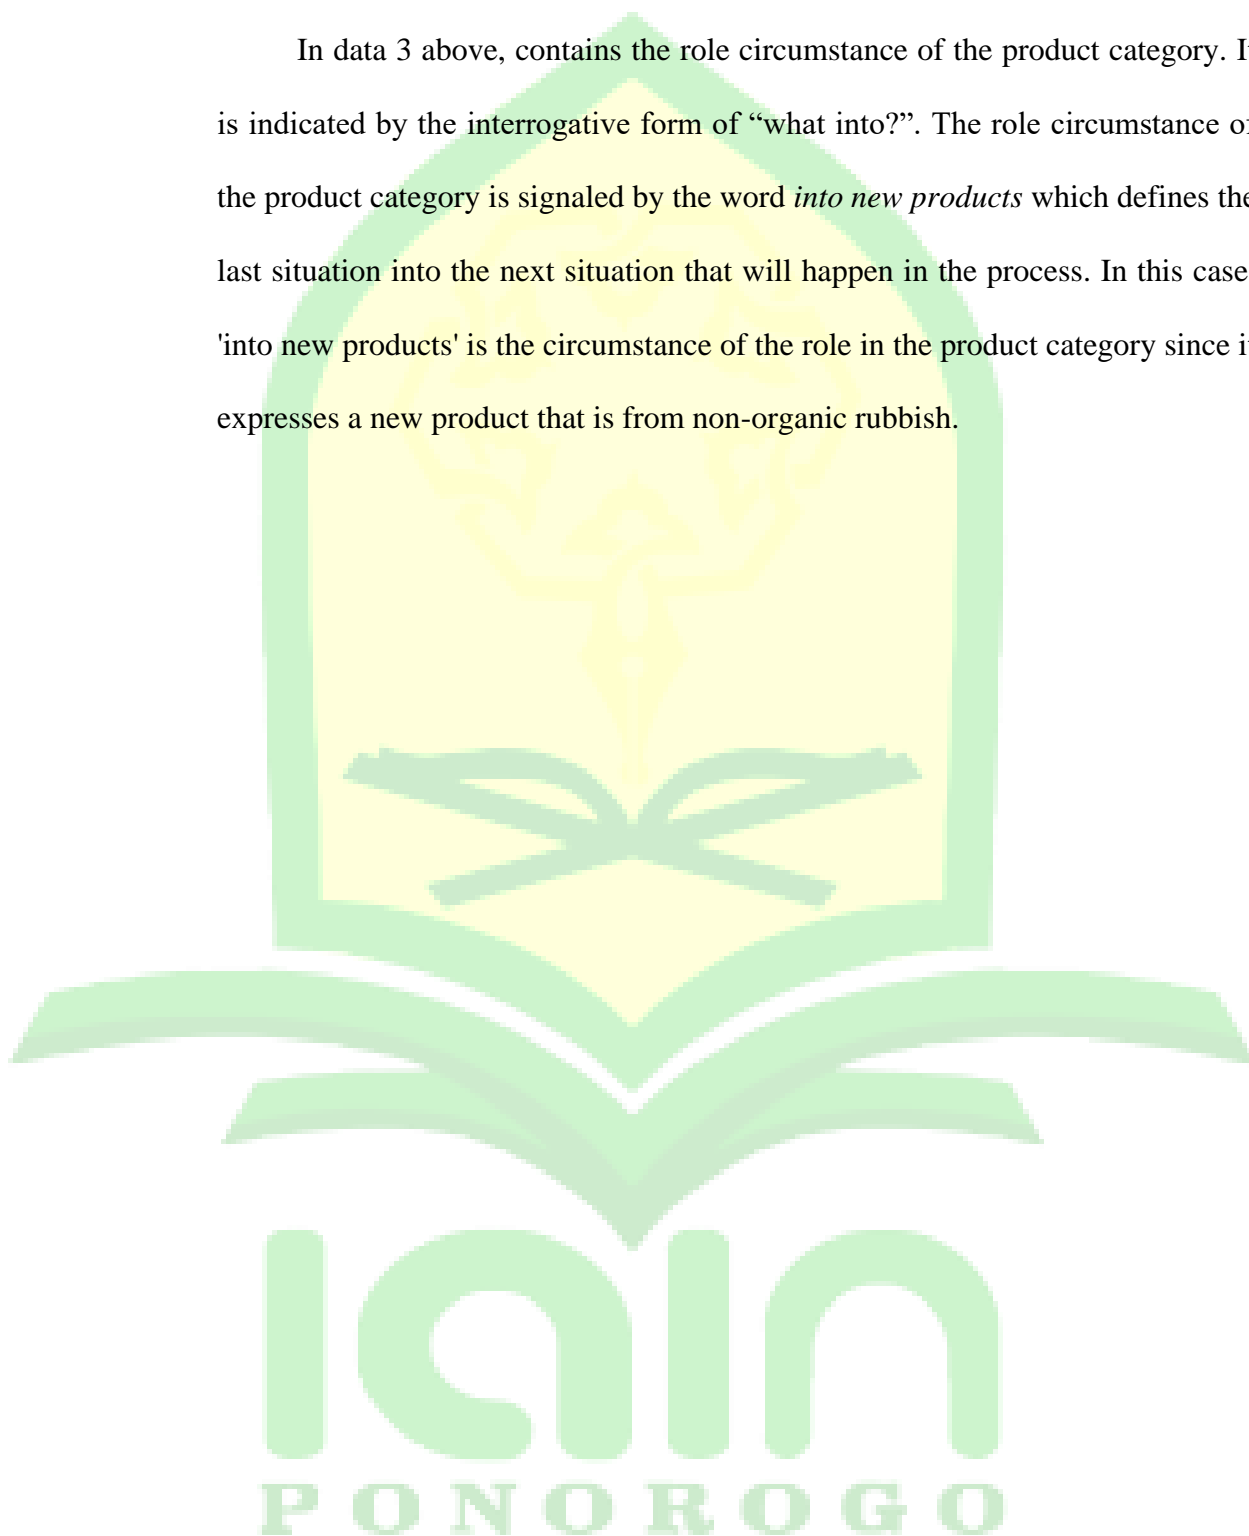 In data 3 above, contains the role circumstance of the product category. It
is indicated by the interrogative form of “what into?”. The role circumstance of
the product category is signaled by the word into new products which defines the
last situation into the next situation that will happen in the process. In this case
'into new products' is the circumstance of the role in the product category since it
expresses a new product that is from non-organic rubbish.
iain
PONOROGO